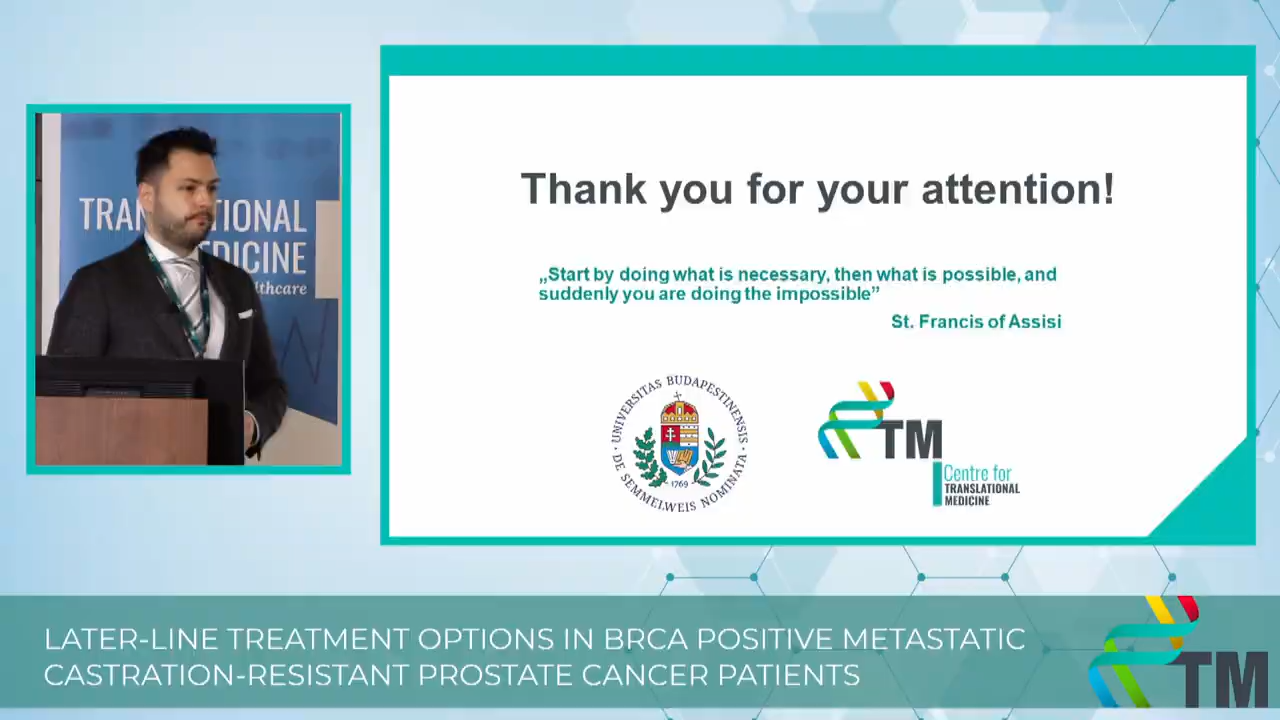 TRANSLATIONAL
MEDICINE
Thank you for your attention!
„Start by doing what is necessary, then what is possible, and
suddenly you are doing the impossible”
St. Francis of Assisi
UNIVERSITAS BUDAPESTINENSIS
DE SEMMELWEIS NOMINATA
1769
TM
Centre for
TRANSLATIONAL
MEDICINE
LATER-LINE TREATMENT OPTIONS IN BRCA POSITIVE METASTATIC
CASTRATION-RESISTANT PROSTATE CANCER PATIENTS
TM